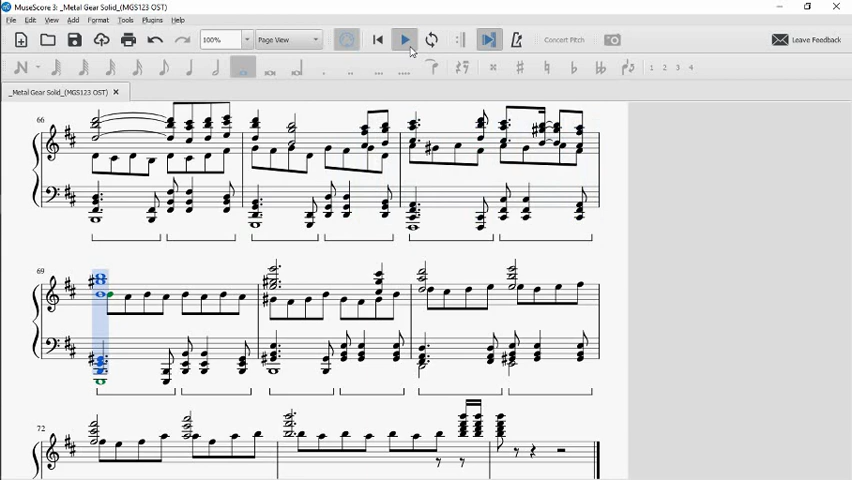 MuseScore 3: _Metal Gear Solid_(MGS123 OST)
File Edit View Add Format Tools Plugins Help
100% Page View Concert Pitch Leave Feedback
1 2 3 4
_Metal Gear Solid_(MGS123 OST)
66
69
72